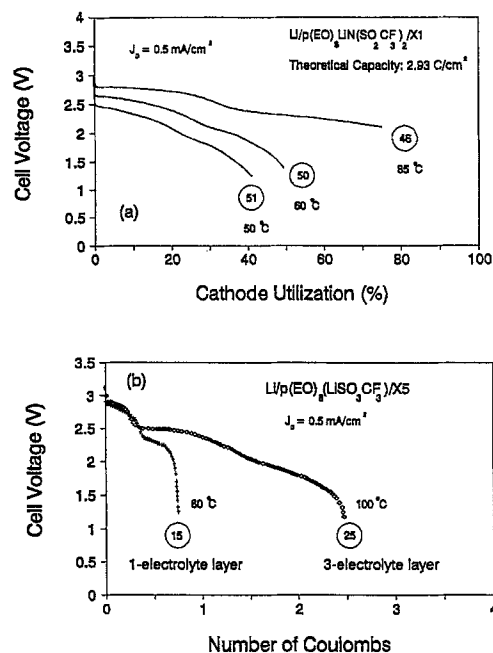 4
Li/p(EO)8LiN(SO2CF3)2/X1
JD = 0.5 mA/cm²
3.5
Theoretical Capacity: 2.93 C/cm²
3
2.5
2
Cell Voltage (V)
1.5
46
50
85 °C
1
51
60 °C
0.5
(a)
50 °C
0
0 20 40 60 80 100
Cathode Utilization (%)
3.5
(b)
Li/p(EO)8(LiSO3CF3)/X5
3
JD = 0.5 mA/cm²
2.5
2
Cell Voltage (V)
1.5
60 °C
100 °C
1
15
25
0.5
1-electrolyte layer
3-electrolyte layer
0
0 1 2 3 4
Number of Coulombs